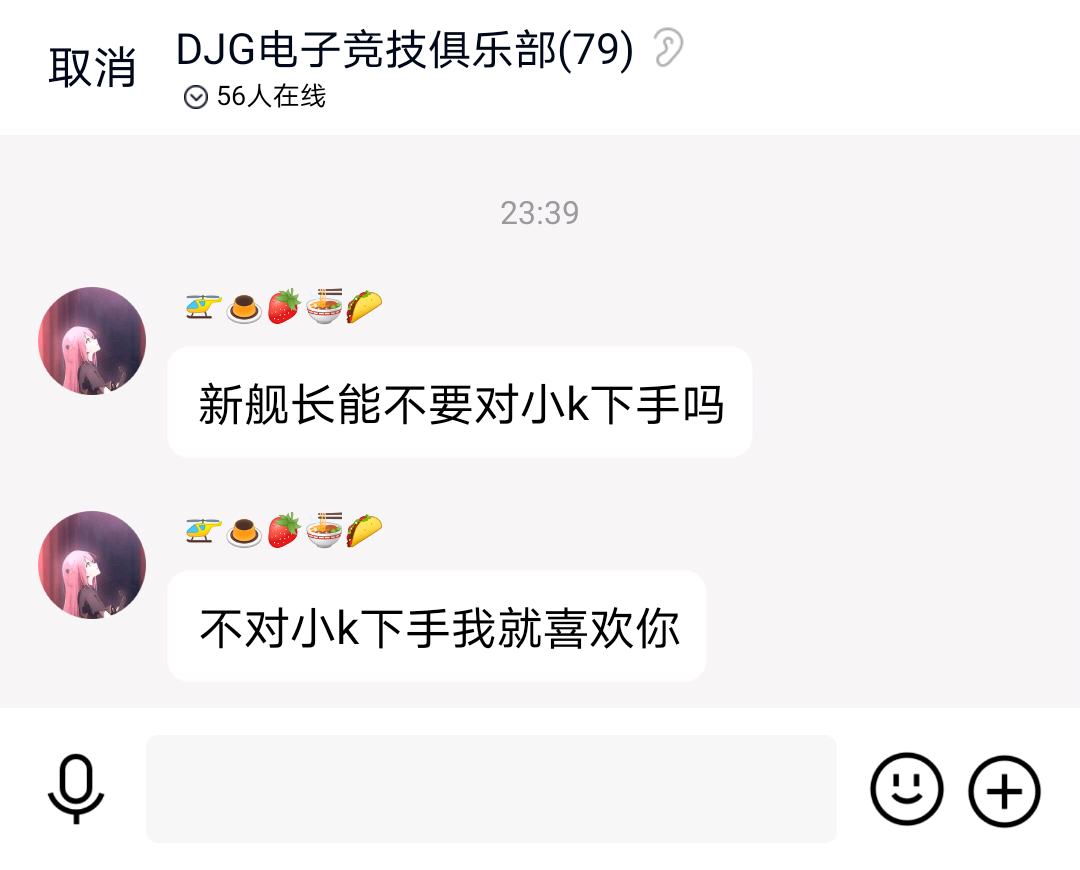 取消
DJG电子竞技俱乐部(79)
56人在线
23:39
🚁🍮🍓🍜🌮
新舰长能不要对小k下手吗
🚁🍮🍓🍜🌮
不对小k下手我就喜欢你